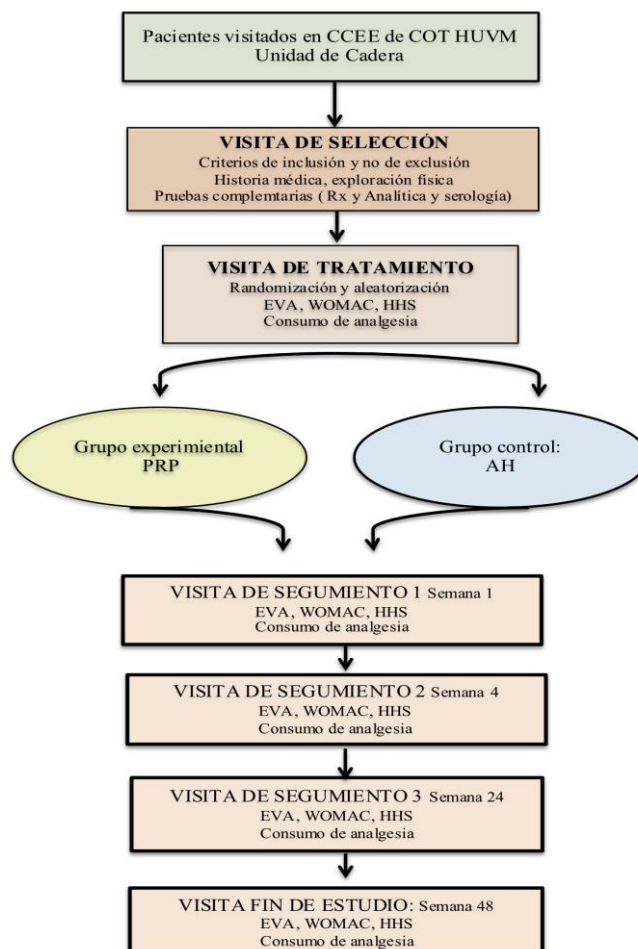 Pacientes visitados en CCEE de COT HUVM
Unidad de Cadera
VISITA DE SELECCIÓN
Criterios de inclusión y no de exclusión
Historia médica, exploración física
Pruebas complemtarias ( Rx y Analítica y serología)
VISITA DE TRATAMIENTO
Randomización y aleatorización
EVA, WOMAC, HHS
Consumo de analgesia
Grupo experimiental
PRP
Grupo control:
AH
VISITA DE SEGUMIENTO 1 Semana 1
EVA, WOMAC, HHS
Consumo de analgesia
VISITA DE SEGUMIENTO 2 Semana 4
EVA, WOMAC, HHS
Consumo de analgesia
VISITA DE SEGUMIENTO 3 Semana 24
EVA, WOMAC, HHS
Consumo de analgesia
VISITA FIN DE ESTUDIO: Semana 48
EVA, WOMAC, HHS
Consumo de analgesia